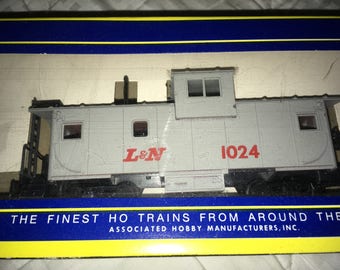 L&N 1024
THE FINEST HO TRAINS FROM AROUND THE
ASSOCIATED HOBBY MANUFACTURERS, INC.